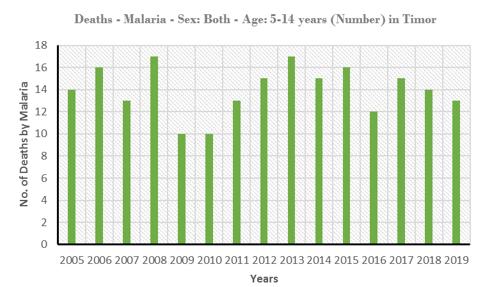 Deaths - Malaria - Sex: Both - Age: 5-14 years (Number) in Timor
No. of Deaths by Malaria
18
16
14
12
10
8
6
4
2
0
2005 2006 2007 2008 2009 2010 2011 2012 2013 2014 2015 2016 2017 2018 2019
Years